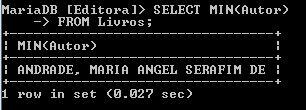 MariaDB [Editora]> SELECT MIN(Autor)
    -> FROM Livros;
+----------------------------------+
| MIN(Autor)                       |
+----------------------------------+
| ANDRADE, MARIA ANGEL SERAFIM DE |
+----------------------------------+
1 row in set (0.027 sec)